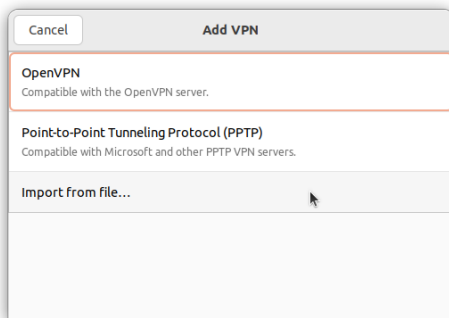 Cancel
Add VPN
OpenVPN
Compatible with the OpenVPN server.
Point-to-Point Tunneling Protocol (PPTP)
Compatible with Microsoft and other PPTP VPN servers.
Import from file...